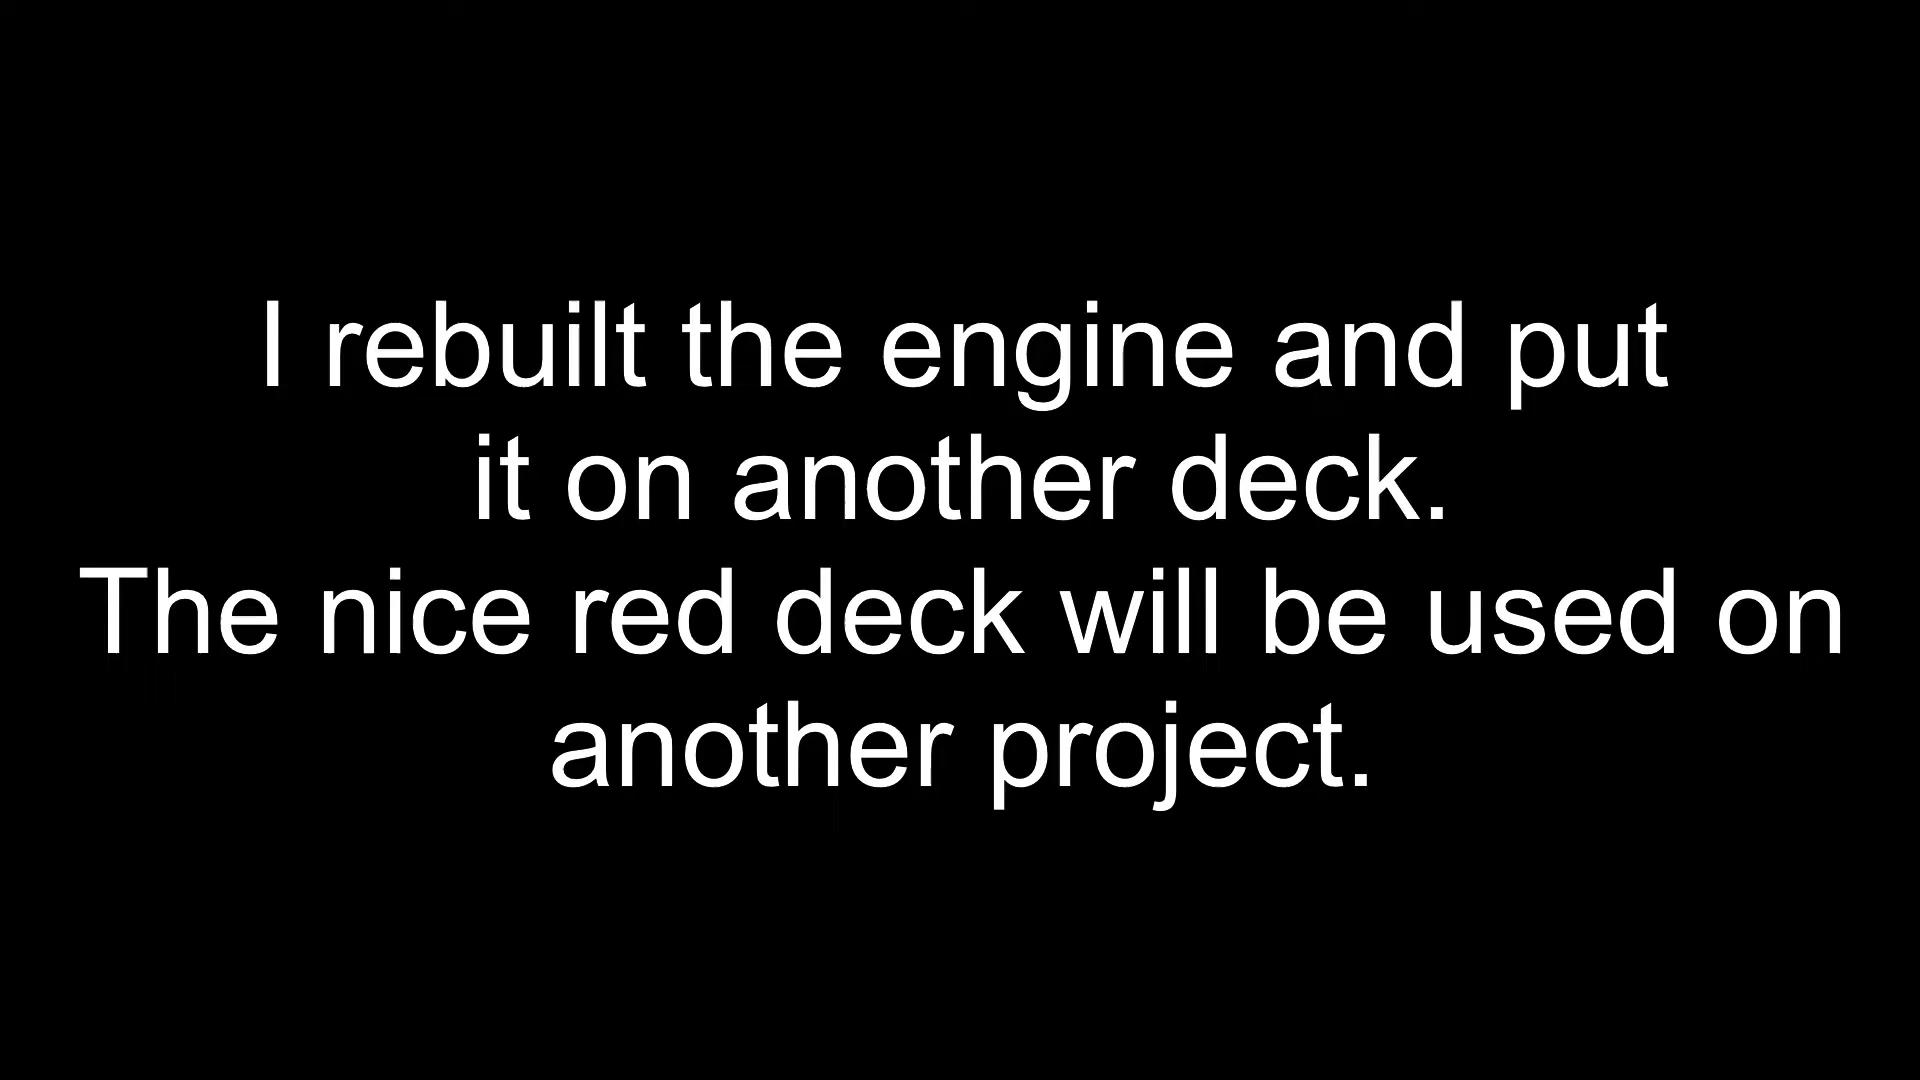 I rebuilt the engine and put
it on another deck.
The nice red deck will be used on
another project.